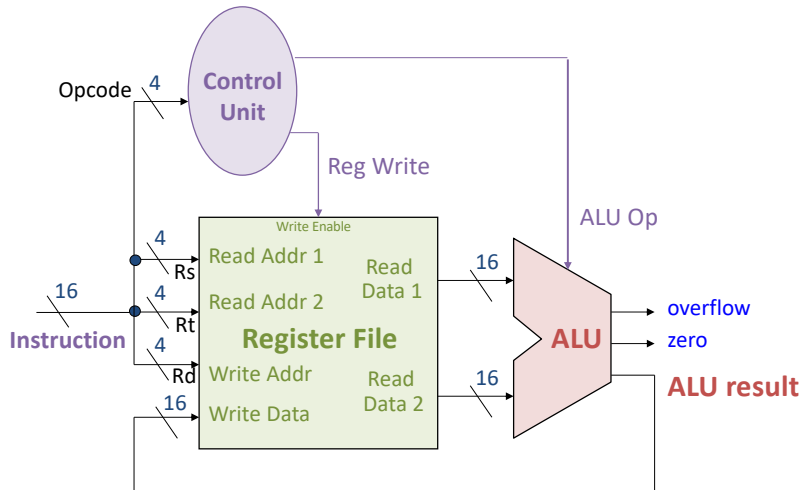 4
Opcode
Control
Unit
Reg Write
ALU Op
Write Enable
4
Rs
Read Addr 1
Read
Data 1
16
16
Instruction
4
Rt
Read Addr 2
Register File
ALU
overflow
zero
4
Rd
Write Addr
Read
Data 2
16
ALU result
16
Write Data